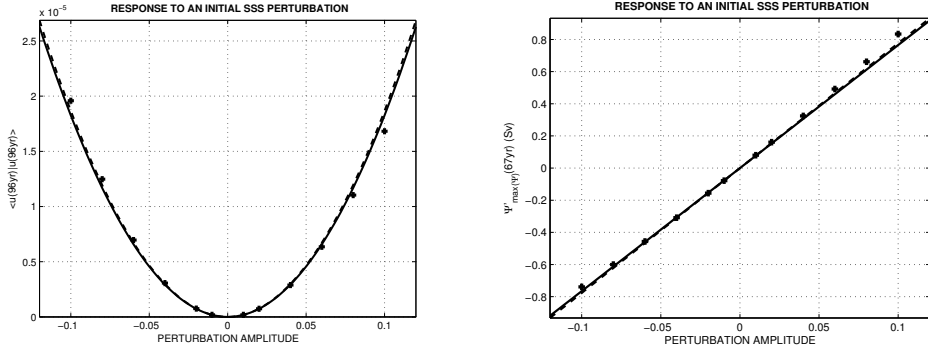 RESPONSE TO AN INITIAL SSS PERTURBATION
x 10⁻⁵
2.5
2
1.5
1
0.5
0
<u(96yr)|u(96yr)>
−0.1 −0.05 0 0.05 0.1
PERTURBATION AMPLITUDE
RESPONSE TO AN INITIAL SSS PERTURBATION
0.8
0.6
0.4
0.2
0
−0.2
−0.4
−0.6
−0.8
Ψ'max(Ψ)(67yr) (Sv)
−0.1 −0.05 0 0.05 0.1
PERTURBATION AMPLITUDE